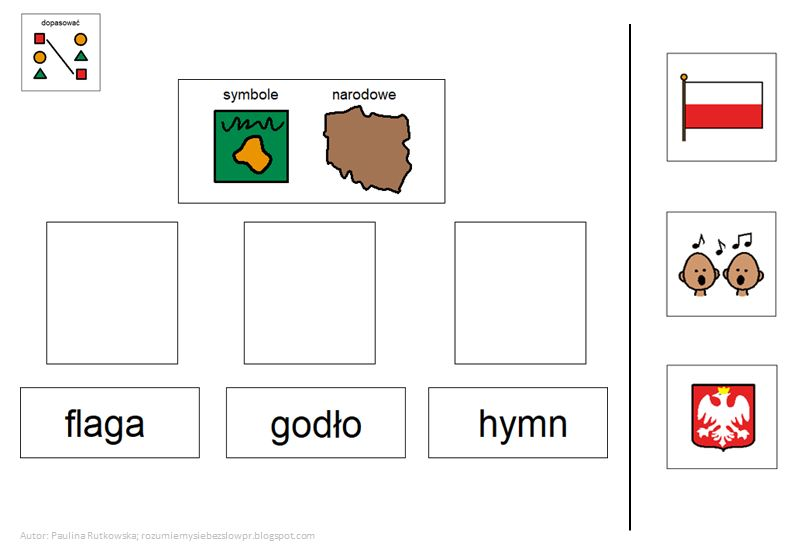 dopasować
symbole narodowe
flaga godło hymn
Autor: Paulina Rutkowska; rozumiemysiebezslowpr.blogspot.com